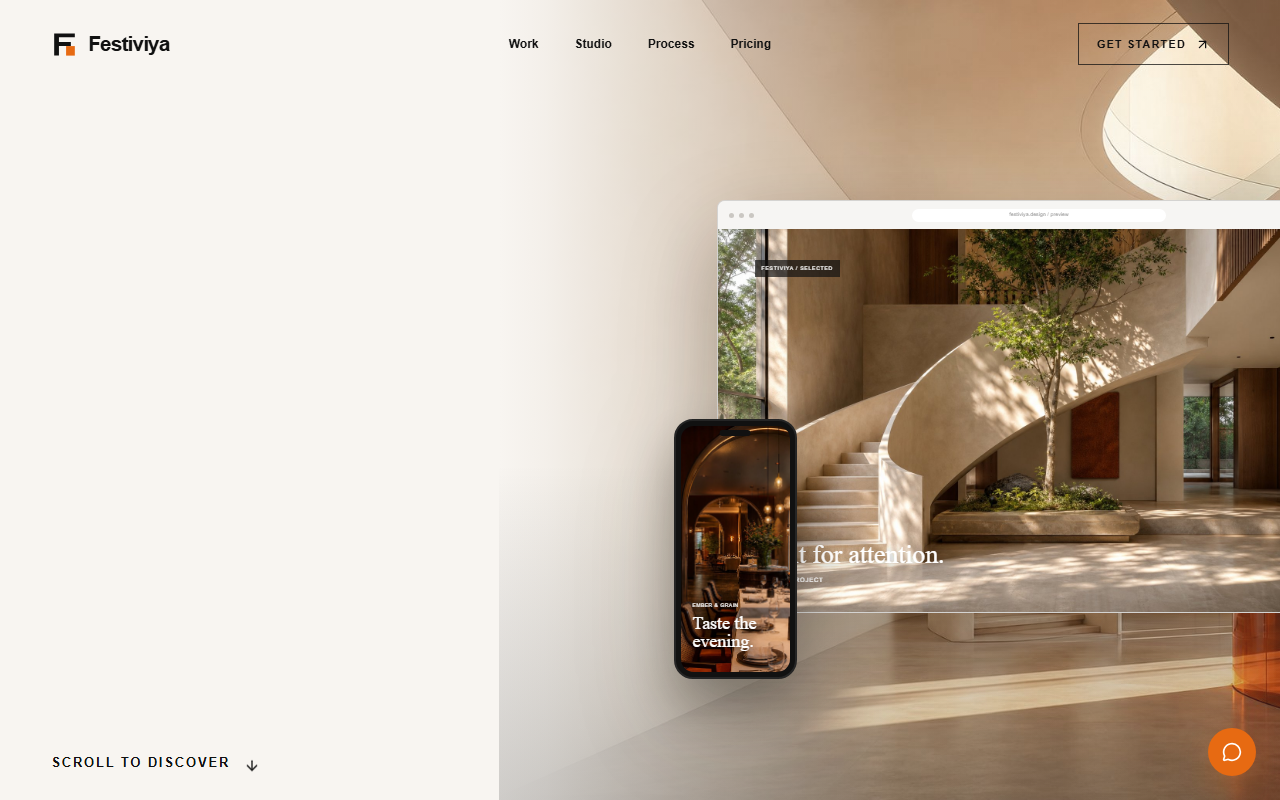 Festiviya
Work
Studio
Process
Pricing
GET STARTED
festiviya.design / preview
FESTIVIYA / SELECTED
t for attention.
OJECT
EMBER & GRAIN
Taste the
evening.
SCROLL TO DISCOVER